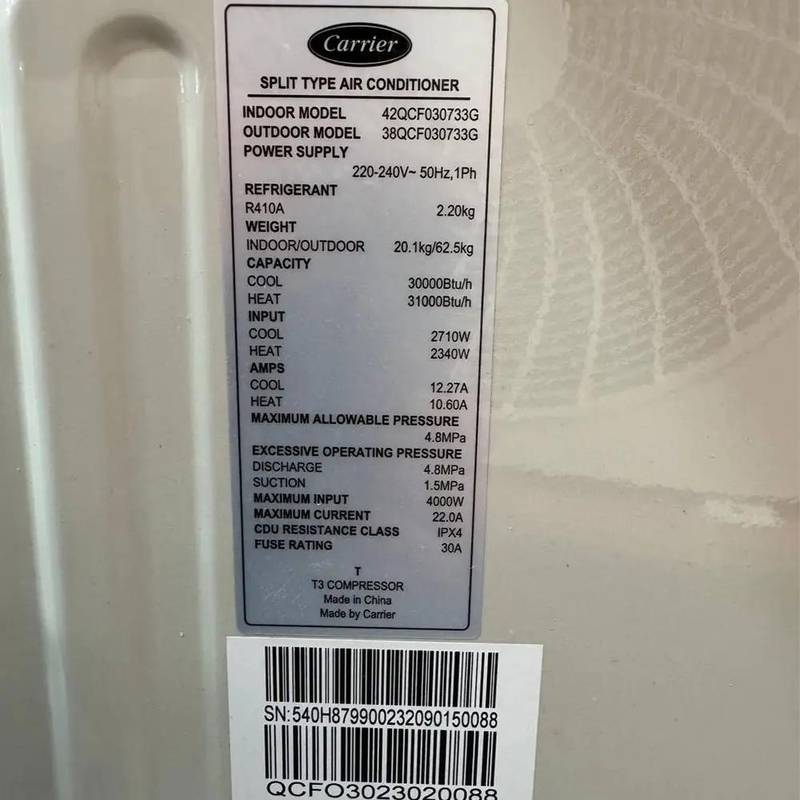 Carrier
SPLIT TYPE AIR CONDITIONER
INDOOR MODEL 42QCF030733G
OUTDOOR MODEL 38QCF030733G
POWER SUPPLY
220-240V~ 50Hz,1Ph
REFRIGERANT
R410A 2.20kg
WEIGHT
INDOOR/OUTDOOR 20.1kg/62.5kg
CAPACITY
COOL 30000Btu/h
HEAT 31000Btu/h
INPUT
COOL 2710W
HEAT 2340W
AMPS
COOL 12.27A
HEAT 10.60A
MAXIMUM ALLOWABLE PRESSURE
4.8MPa
EXCESSIVE OPERATING PRESSURE
DISCHARGE 4.8MPa
SUCTION 1.5MPa
MAXIMUM INPUT 4000W
MAXIMUM CURRENT 22.0A
CDU RESISTANCE CLASS IPX4
FUSE RATING 30A
T
T3 COMPRESSOR
Made in China
Made by Carrier
SN:540H879900232090150088
QCFO3023020088